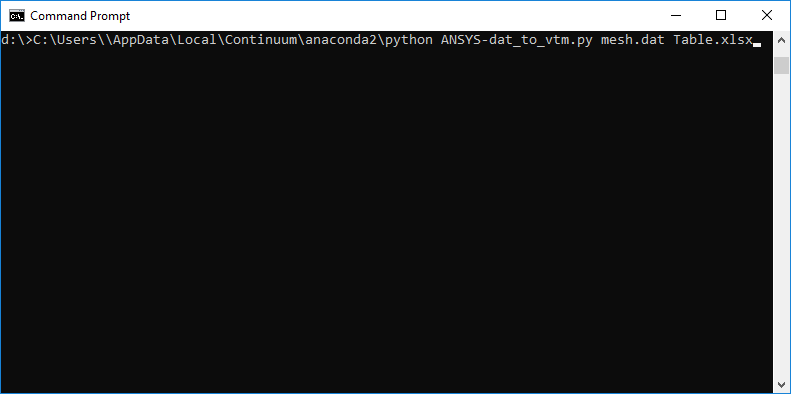 Command Prompt
d:\>C:\Users\\AppData\Local\Continuum\anaconda2\python ANSYS-dat_to_vtm.py mesh.dat Table.xlsx